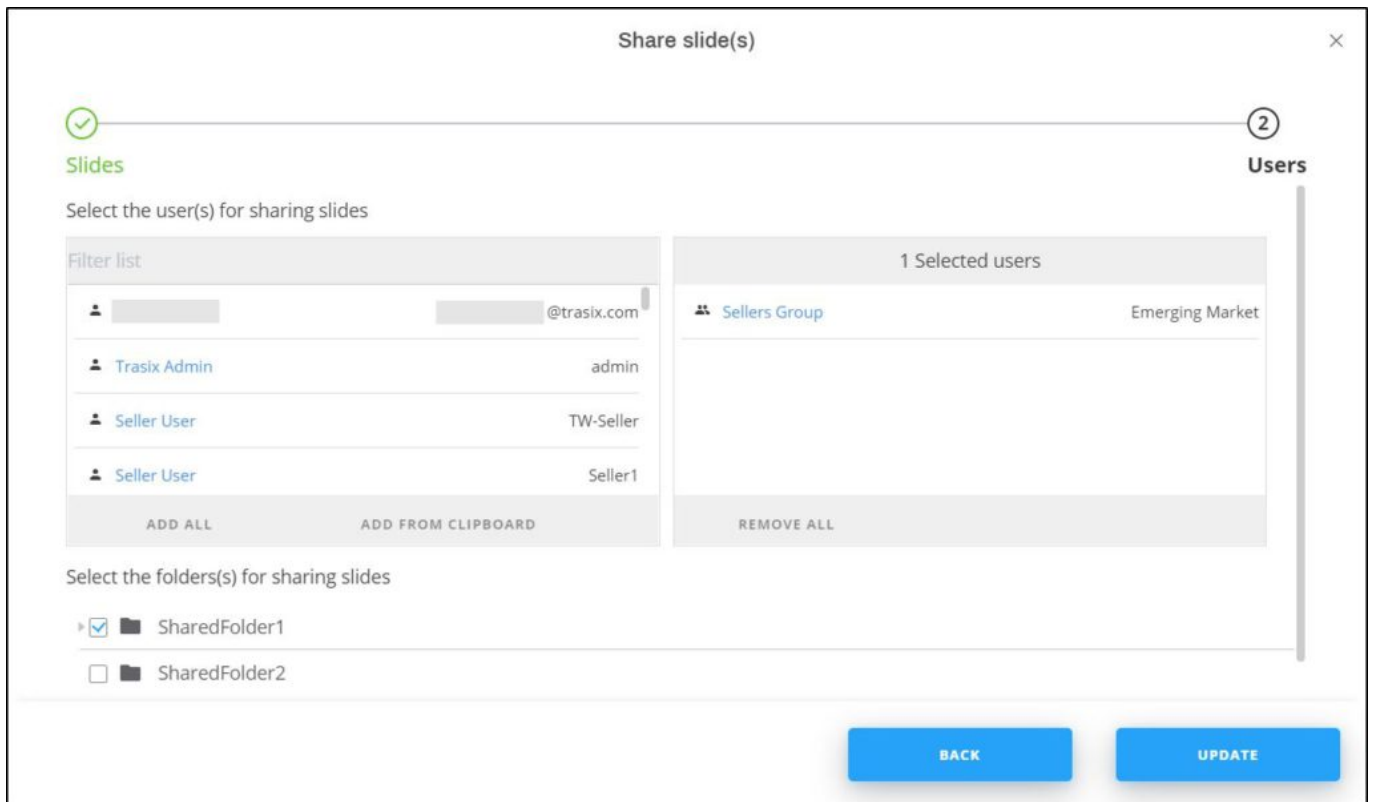 Share slide(s)
2
Slides
Users
Select the user(s) for sharing slides
Filter list
1 Selected users
@trasix.com
Sellers Group Emerging Market
Trasix Admin admin
Seller User TW-Seller
Seller User Seller1
ADD ALL ADD FROM CLIPBOARD
REMOVE ALL
Select the folders(s) for sharing slides
SharedFolder1
SharedFolder2
BACK
UPDATE